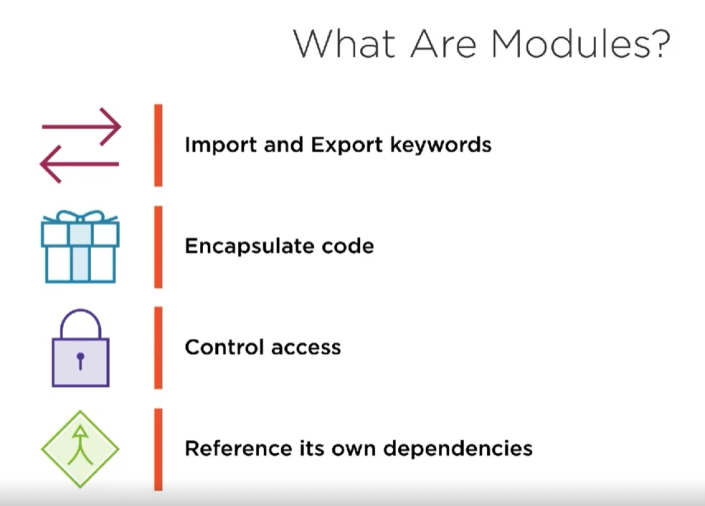 What Are Modules?
Import and Export keywords
Encapsulate code
Control access
Reference its own dependencies